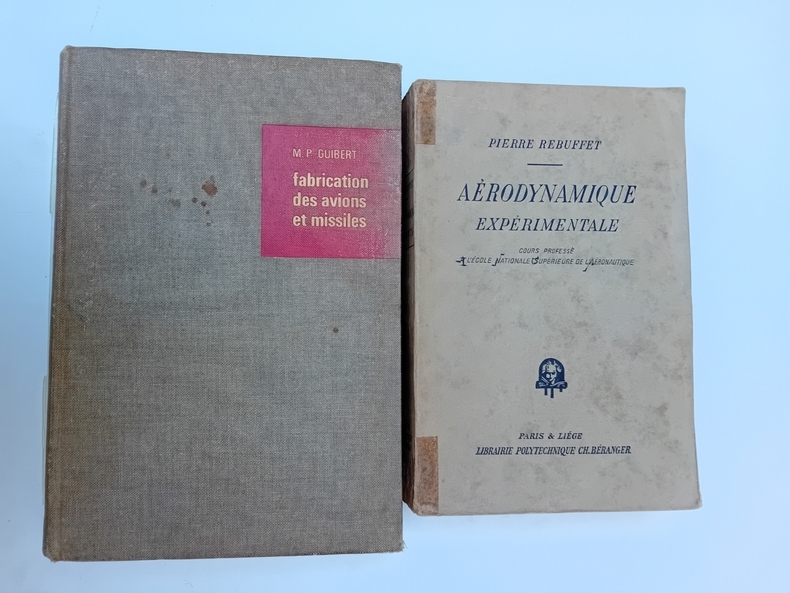 M. P. GUIBERT
fabrication
des avions
et missiles
PIERRE REBUFFET
AÉRODYNAMIQUE
EXPÉRIMENTALE
COURS PROFESSÉ
A L'ÉCOLE NATIONALE SUPÉRIEURE DE L'AÉRONAUTIQUE
PARIS & LIÉGE
LIBRAIRIE POLYTECHNIQUE CH. BÉRANGER